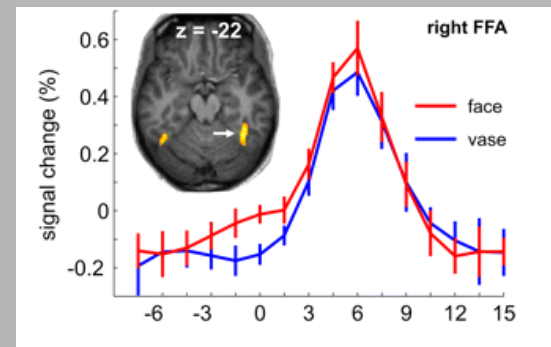 z = -22
right FFA
face
vase
signal change (%)
0.6
0.4
0.2
0
-0.2
-6 -3 0 3 6 9 12 15